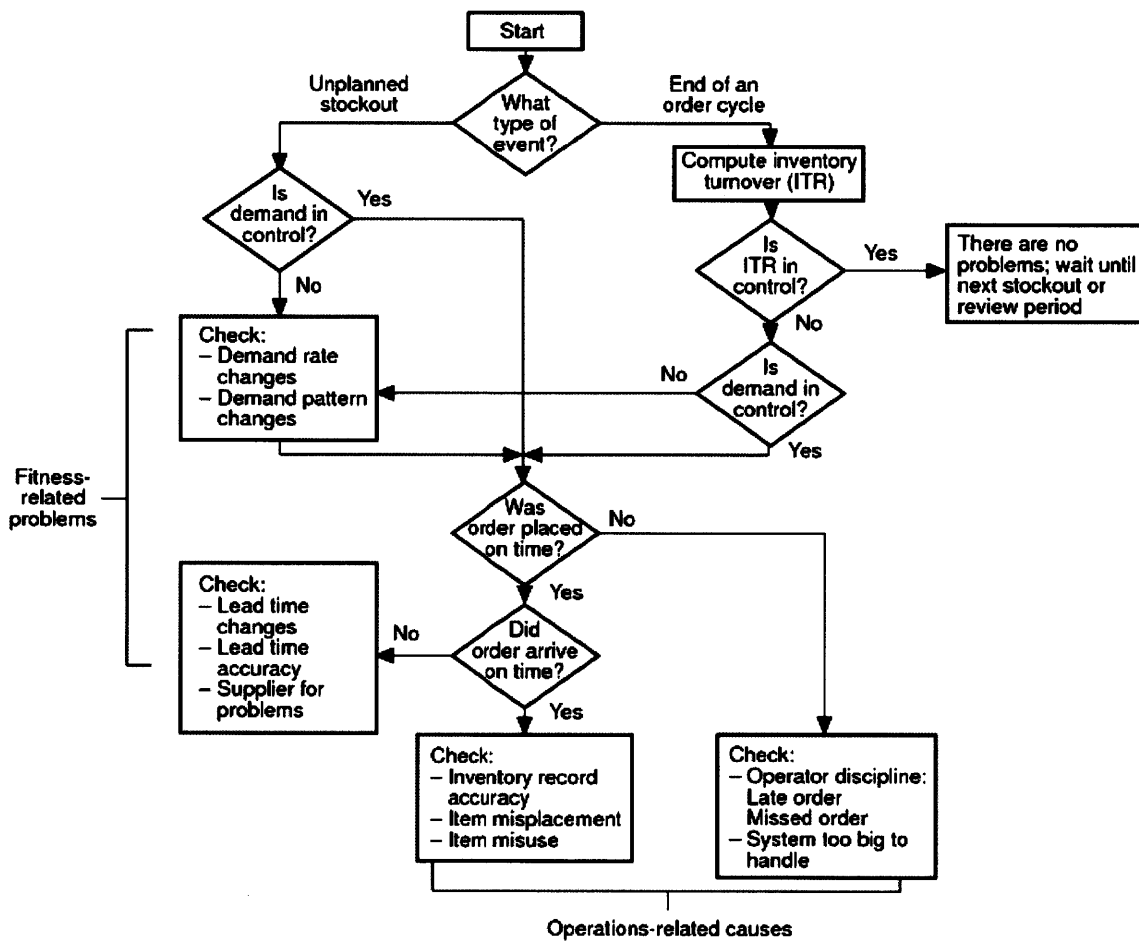 Start
Unplanned
stockout
What
type of
event?
End of an
order cycle
Compute inventory
turnover (ITR)
Is
demand in
control?
Yes
No
Is
ITR in
control?
Yes
No
There are no
problems; wait until
next stockout or
review period
Check:
– Demand rate
changes
– Demand pattern
changes
No
Is
demand in
control?
Yes
Fitness-
related
problems
Was
order placed
on time?
No
Yes
Check:
– Lead time
changes
– Lead time
accuracy
– Supplier for
problems
No
Did
order arrive
on time?
Yes
Check:
– Inventory record
accuracy
– Item misplacement
– Item misuse
Check:
– Operator discipline:
Late order
Missed order
– System too big to
handle
Operations-related causes